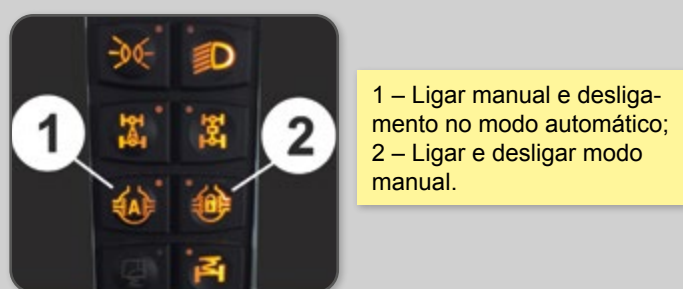 1
2
A
A
1 – Ligar manual e desliga-
mento no modo automático;
2 – Ligar e desligar modo
manual.